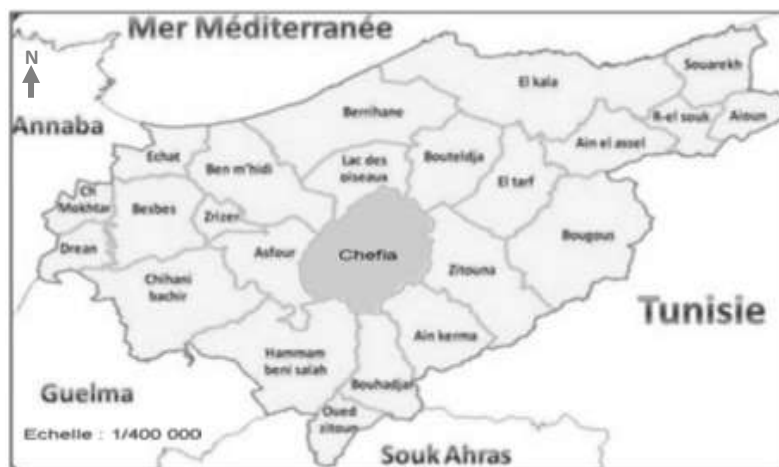 Mer Méditerranée
N
Souarekh
El kala
Annaba
Berrihane
R-el souk
Aioun
Echat
Ben m'hidi
Lac des
oiseaux
Bouteldja
Ain el assel
El tarf
Ch
Mokhtar
Besbes
Zrizer
Bougous
Drean
Asfour
Chefia
Zitouna
Chihani
bachir
Tunisie
Ain kerma
Hammam
beni salah
Guelma
Bouhadjar
Oued
zitoun
Echelle : 1/400 000
Souk Ahras